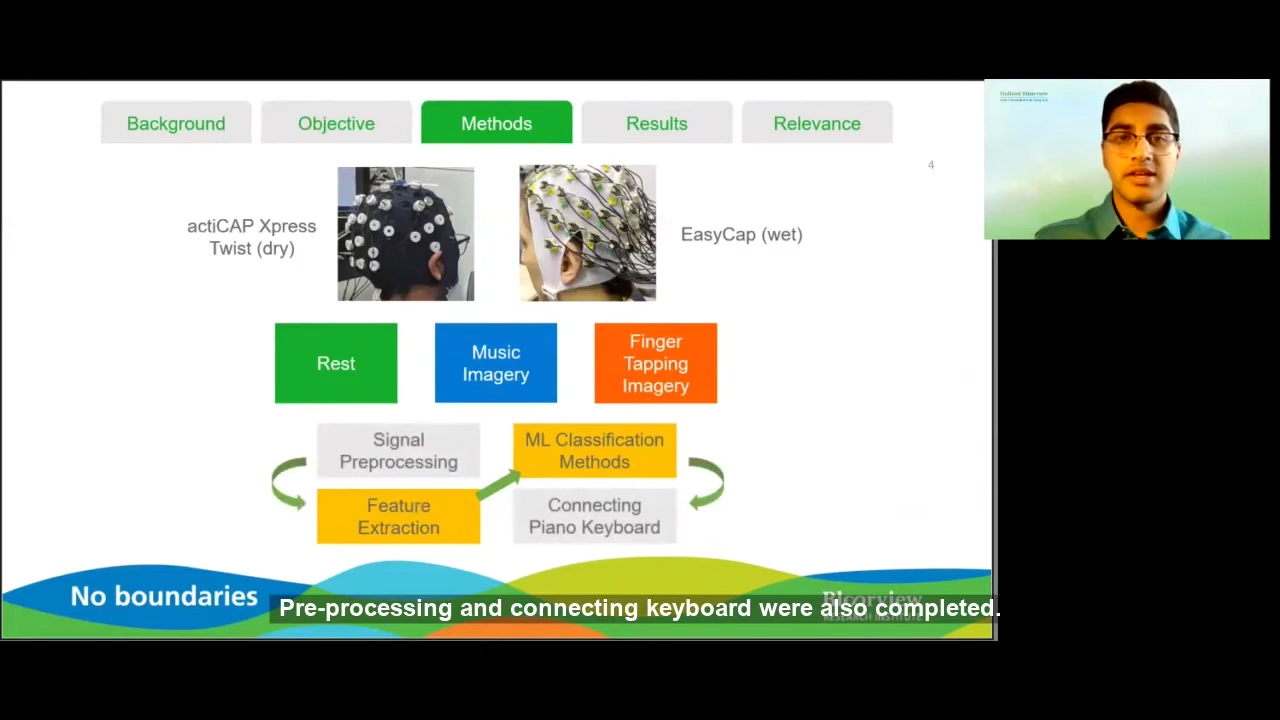 Background
Objective
Methods
Results
Relevance
4
Holland Bloorview
actiCAP Xpress
Twist (dry)
EasyCap (wet)
Rest
Music
Imagery
Finger
Tapping
Imagery
Signal
Preprocessing
ML Classification
Methods
Feature
Extraction
Connecting
Piano Keyboard
No boundaries
Bloorview
RESEARCH INSTITUTE
Pre-processing and connecting keyboard were also completed.